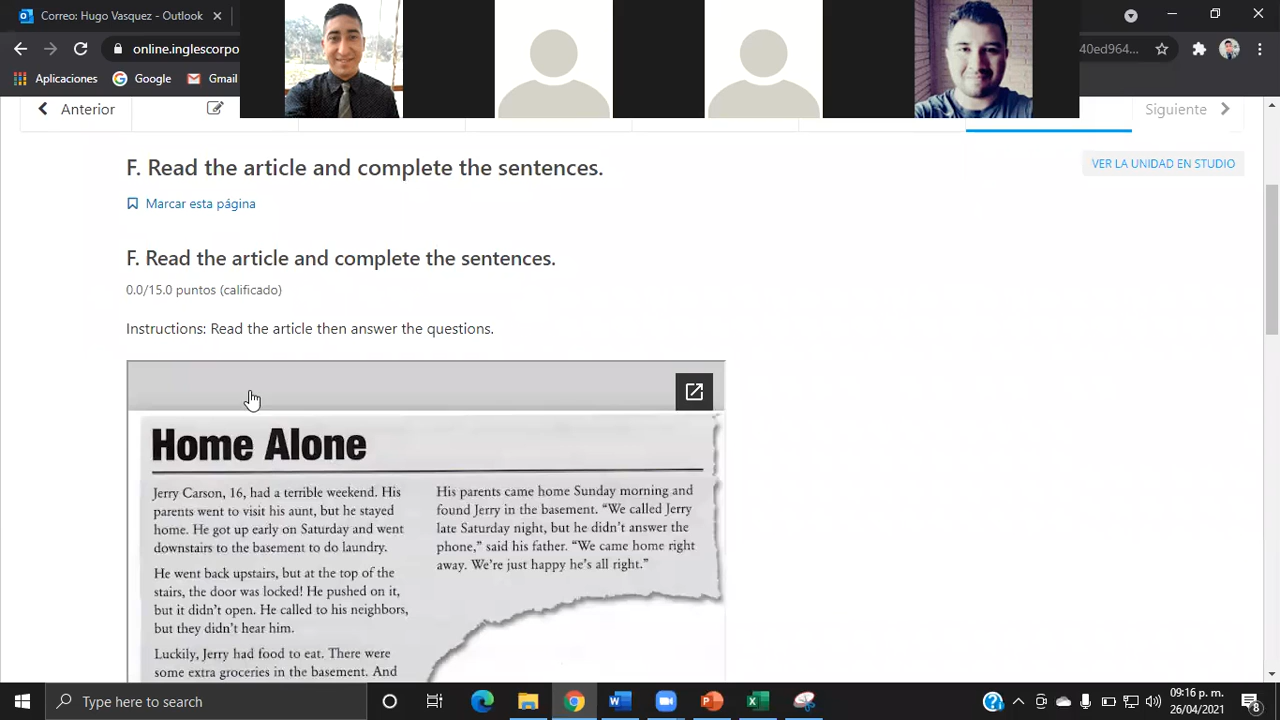 Correo: Hugo Vasquez - Outlook
online.inglescorpo
40ed964...
Aplicaciones
Google
Gmail
Anterior
Siguiente
F. Read the article and complete the sentences.
VER LA UNIDAD EN STUDIO
Marcar esta página
F. Read the article and complete the sentences.
0.0/15.0 puntos (calificado)
Instructions: Read the article then answer the questions.
Home Alone
Jerry Carson, 16, had a terrible weekend. His
parents went to visit his aunt, but he stayed
home. He got up early on Saturday and went
downstairs to the basement to do laundry.
He went back upstairs, but at the top of the
stairs, the door was locked! He pushed on it,
but it didn't open. He called to his neighbors,
but they didn't hear him.
Luckily, Jerry had food to eat. There were
some extra groceries in the basement. And
His parents came home Sunday morning and
found Jerry in the basement. "We called Jerry
late Saturday night, but he didn't answer the
phone," said his father. "We came home right
away. We're just happy he's all right."
Type here to search
09:16 p. m.
26/04/2021
8